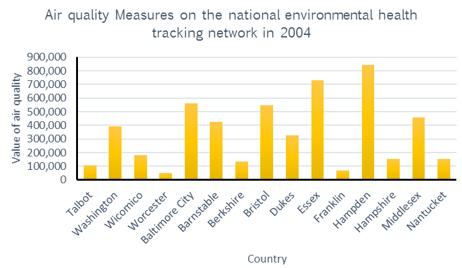 Air quality Measures on the national environmental health
tracking network in 2004
Value of air quality
900,000
800,000
700,000
600,000
500,000
400,000
300,000
200,000
100,000
0
Talbot
Washington
Wicomico
Worcester
Baltimore City
Barnstable
Berkshire
Bristol
Dukes
Essex
Franklin
Hampden
Hampshire
Middlesex
Nantucket
Country